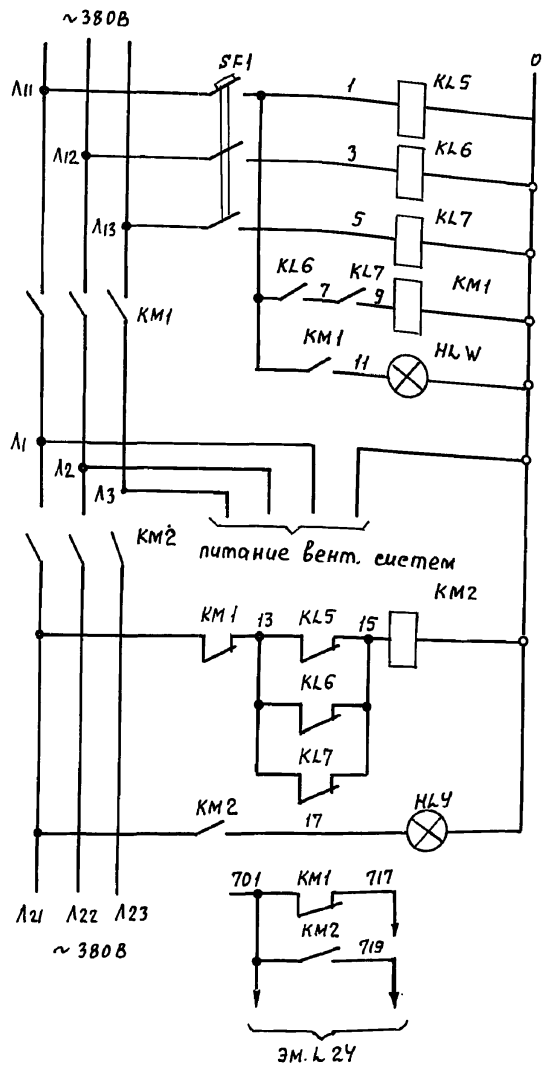 ~380В
0
SF1
Л11
1
KL5
Л12
3
KL6
Л13
5
KL7
KL6
7
KL7
9
KM1
KM1
KM1
11
HLW
Л1
Л2
Л3
KM2
питание вент. систем
KM2
KM1
13
KL5
15
KL6
KL7
KM2
17
HLY
Л21
Л22
Л23
~380В
701
KM1
717
KM2
719
эм. L 2Y